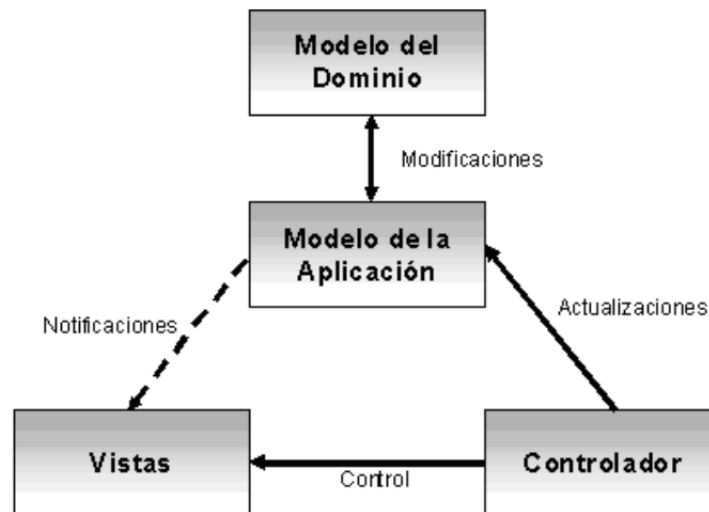 Modelo del
Dominio
Modificaciones
Modelo de la
Aplicación
Notificaciones
Actualizaciones
Vistas
Control
Controlador